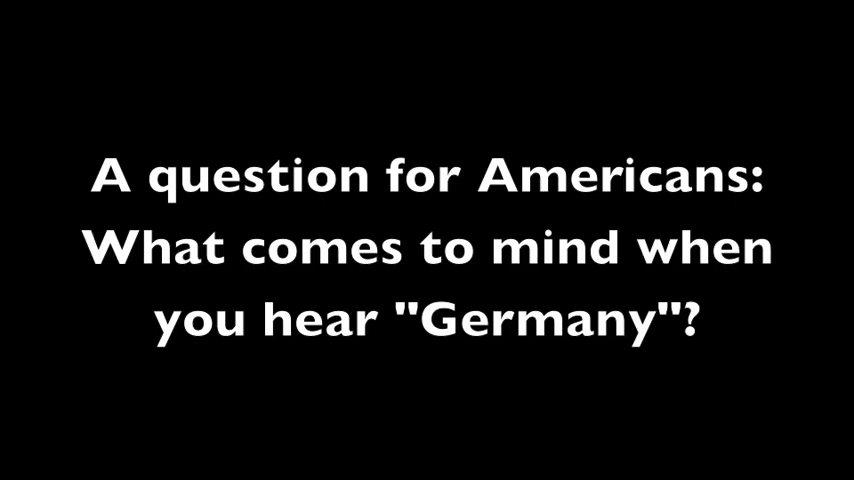 A question for Americans:
What comes to mind when
you hear "Germany"?